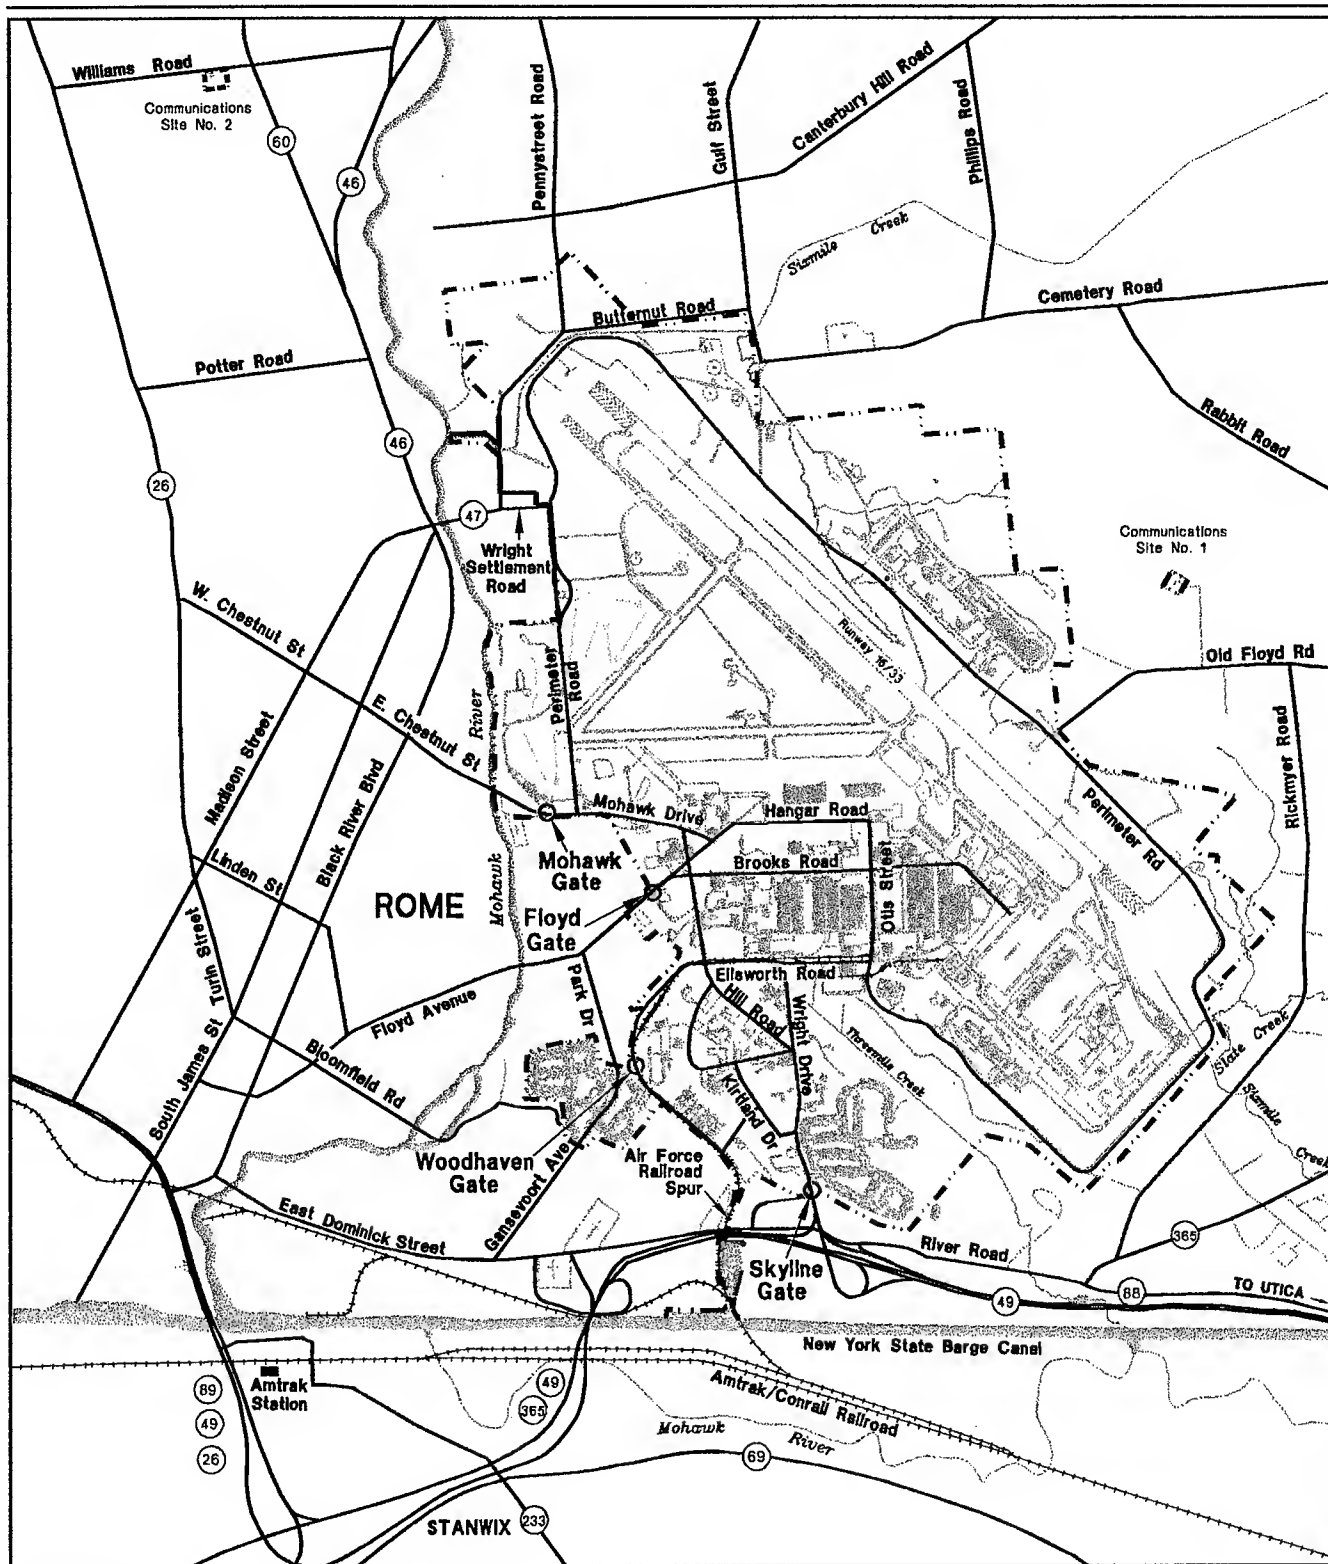 Williams Road
Communications
Site No. 2
60
46
Pennystreet Road
Gulf Street
Canterbury Hill Road
Phillips Road
Sixmile Creek
Cemetery Road
Butternut Road
Potter Road
Rabbit Road
46
26
47
Wright
Settlement
Road
Communications
Site No. 1
W. Chestnut St
Runway 15/33
Old Floyd Rd
Perimeter
Road
River
E. Chestnut St
Rickmyer Road
Madison Street
Black River Blvd
Mohawk Drive
Hangar Road
Perimeter Rd
Linden St
Mohawk
Gate
Brooks Road
Otis Street
ROME
Mohawk
Floyd
Gate
Turin Street
Ellsworth Road
Park Dr
Hill Road
Wright Drive
Floyd Avenue
Threemile Creek
Slate Creek
South James St
Bloomfield Rd
Kirkland Dr
Sixmile
Creek
Woodhaven
Gate
Gansevoort Ave
Air Force
Railroad
Spur
East Dominick Street
River Road
365
Skyline
Gate
49
88
TO UTICA
New York State Barge Canal
Amtrak
Station
89
49
26
49
365
Amtrak/Conrail Railroad
Mohawk River
69
STANWIX
233